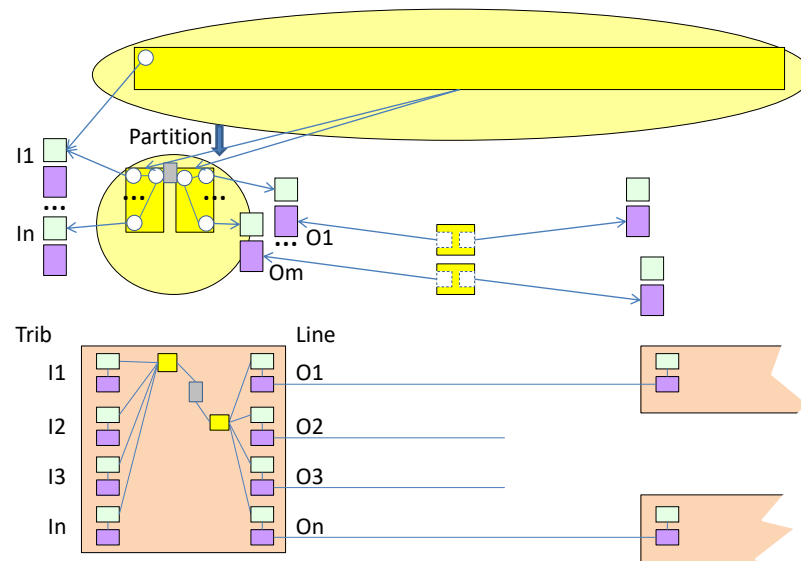 Partition
I1
...
...
...
In
O1
...
Om
Trib
Line
I1
O1
I2
O2
I3
O3
In
On